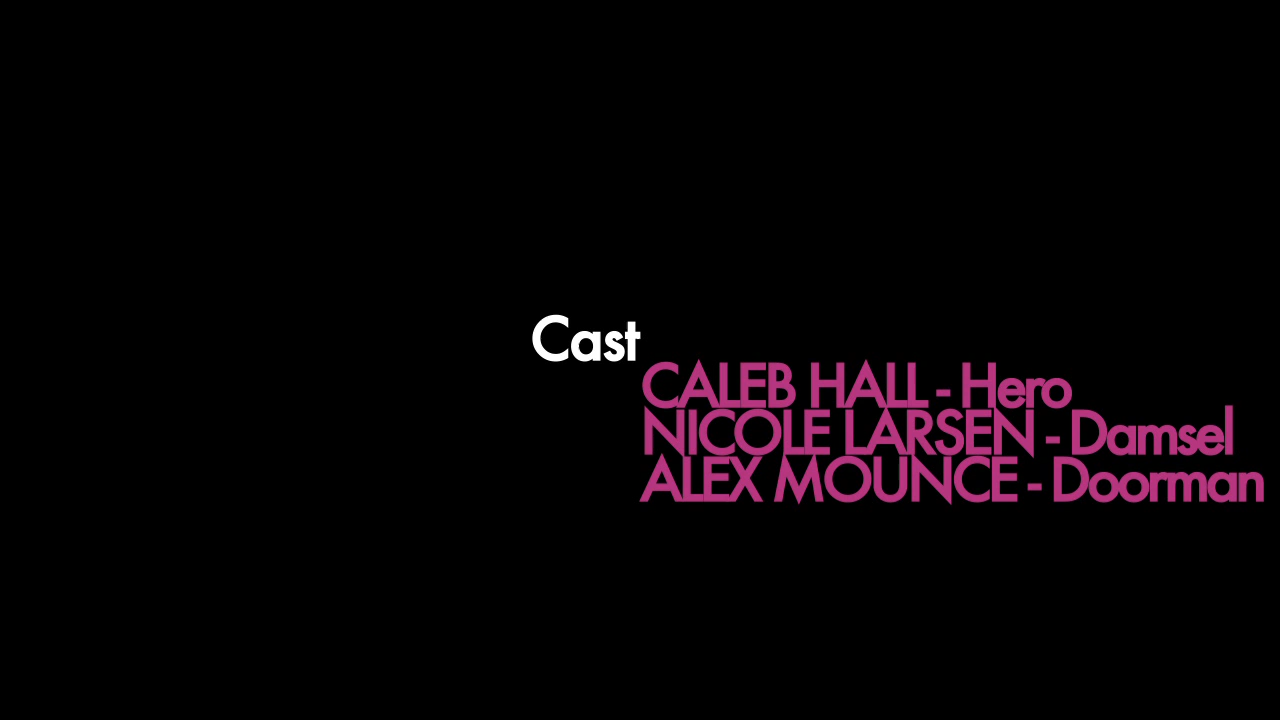 Cast
CALEB HALL - Hero
NICOLE LARSEN - Damsel
ALEX MOUNCE - Doorman